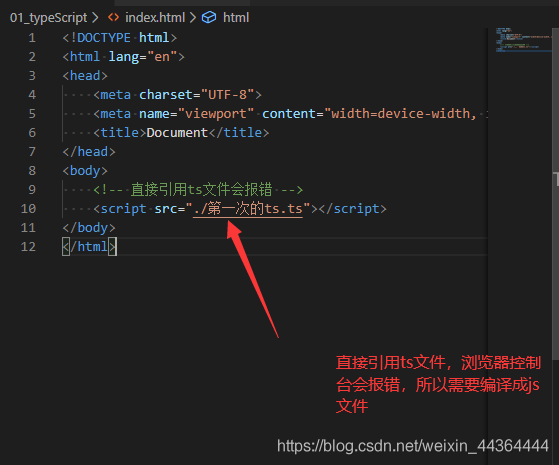 01_typeScript > index.html > html
1 <!DOCTYPE html>
2 <html lang="en">
3 <head>
4 <meta charset="UTF-8">
5 <meta name="viewport" content="width=device-width,
6 <title>Document</title>
7 </head>
8 <body>
9 <!-- 直接引用ts文件会报错 -->
10 <script src="./第一次的ts.ts"></script>
11 </body>
12 </html>
直接引用ts文件，浏览器控制
台会报错，所以需要编译成js
文件
https://blog.csdn.net/weixin_44364444